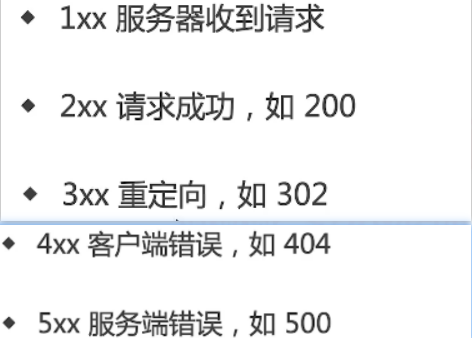 ◆ 1xx 服务器收到请求
◆ 2xx 请求成功，如 200
◆ 3xx 重定向，如 302
◆ 4xx 客户端错误，如 404
◆ 5xx 服务端错误，如 500